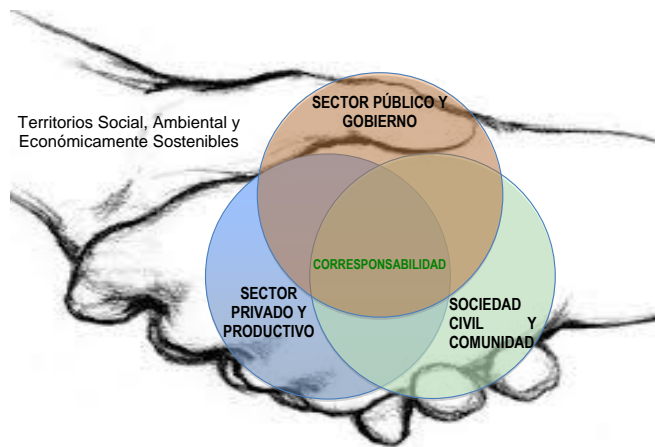 SECTOR PÚBLICO Y
GOBIERNO
Territorios Social, Ambiental y
Económicamente Sostenibles
CORRESPONSABILIDAD
SECTOR
PRIVADO Y
PRODUCTIVO
SOCIEDAD
CIVIL Y
COMUNIDAD